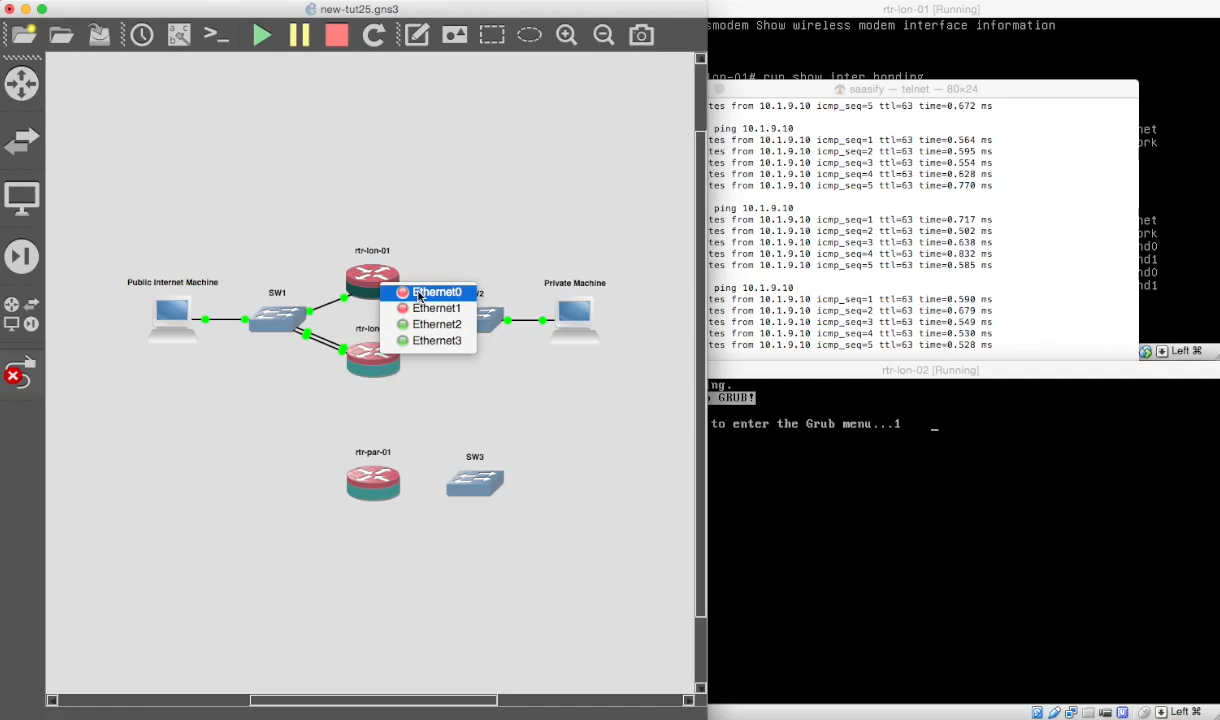 new-tut25.gns3
rtr-lon-01
Public Internet Machine
SW1
Private Machine
Ethernet0
Ethernet1
Ethernet2
Ethernet3
rtr-par-01
SW3
rtr-lon-01 [Running]
smodem Show wireless modem interface information
run show inter bonding
saasify — telnet — 80×24
tes from 10.1.9.10 icmp_seq=5 ttl=63 time=0.672 ms
ping 10.1.9.10
tes from 10.1.9.10 icmp_seq=1 ttl=63 time=0.564 ms
tes from 10.1.9.10 icmp_seq=2 ttl=63 time=0.595 ms
tes from 10.1.9.10 icmp_seq=3 ttl=63 time=0.554 ms
tes from 10.1.9.10 icmp_seq=4 ttl=63 time=0.628 ms
tes from 10.1.9.10 icmp_seq=5 ttl=63 time=0.770 ms
ping 10.1.9.10
tes from 10.1.9.10 icmp_seq=1 ttl=63 time=0.717 ms
tes from 10.1.9.10 icmp_seq=2 ttl=63 time=0.502 ms
tes from 10.1.9.10 icmp_seq=3 ttl=63 time=0.638 ms
tes from 10.1.9.10 icmp_seq=4 ttl=63 time=0.832 ms
tes from 10.1.9.10 icmp_seq=5 ttl=63 time=0.585 ms
ping 10.1.9.10
tes from 10.1.9.10 icmp_seq=1 ttl=63 time=0.590 ms
tes from 10.1.9.10 icmp_seq=2 ttl=63 time=0.679 ms
tes from 10.1.9.10 icmp_seq=3 ttl=63 time=0.549 ms
tes from 10.1.9.10 icmp_seq=4 ttl=63 time=0.530 ms
tes from 10.1.9.10 icmp_seq=5 ttl=63 time=0.528 ms
net
ork
net
ork
nd0
nd1
nd0
nd1
Left ⌘
rtr-lon-02 [Running]
ng.
GRUB!
to enter the Grub menu...1 _
Left ⌘